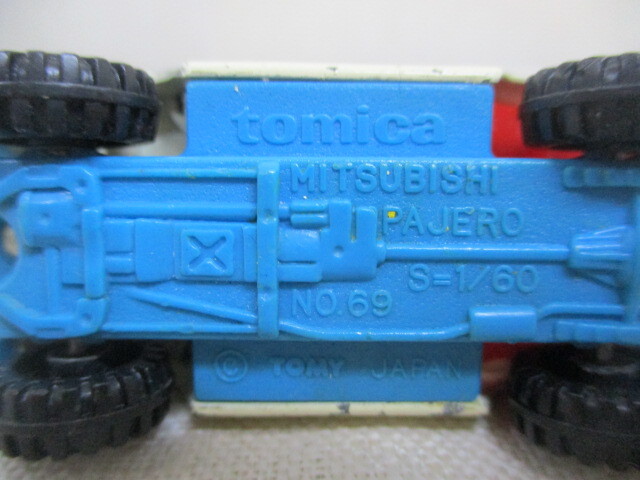 tomica
MITSUBISHI
PAJERO
S=1/60
NO.69
© TOMY JAPAN